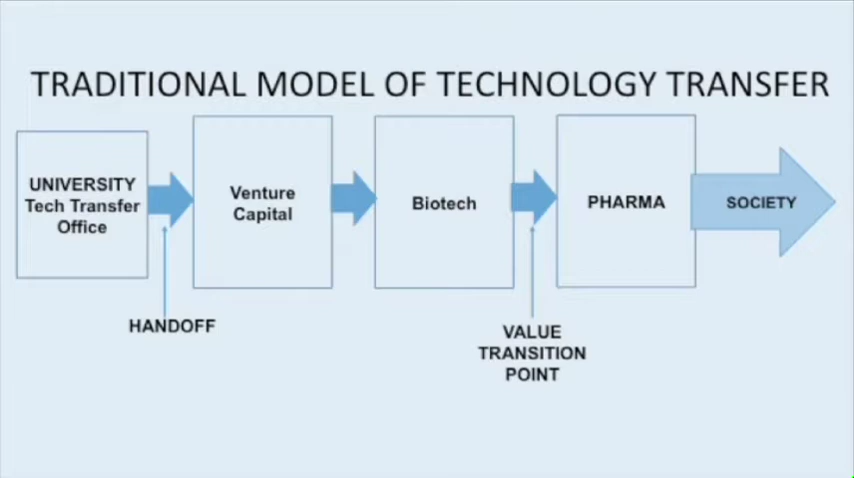 TRADITIONAL MODEL OF TECHNOLOGY TRANSFER
UNIVERSITY
Tech Transfer
Office
Venture
Capital
Biotech
PHARMA
SOCIETY
HANDOFF
VALUE
TRANSITION
POINT